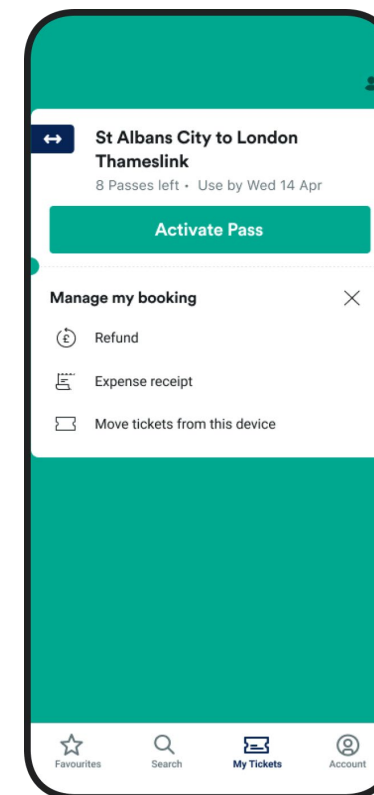 St Albans City to London
Thameslink
8 Passes left • Use by Wed 14 Apr
Activate Pass
Manage my booking
£ Refund
Expense receipt
Move tickets from this device
Favourites Search My Tickets Account